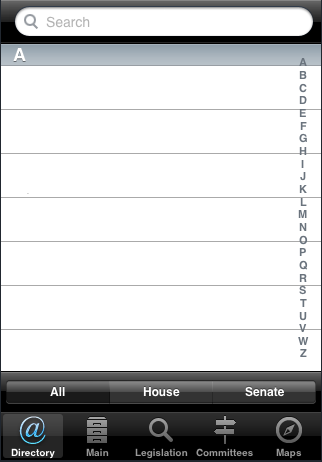 Search
A
A
B
C
D
E
F
G
H
I
J
K
L
M
N
O
P
Q
R
S
T
U
V
W
Z
All House Senate
@
Directory Main Legislation Committees Maps